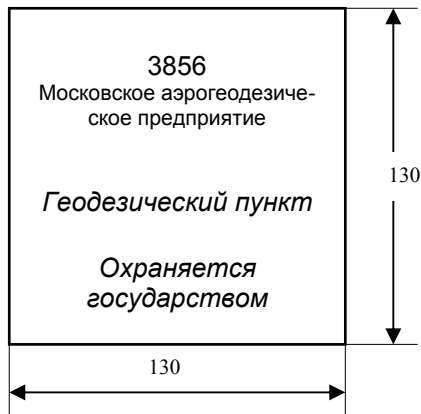 3856
Московское аэрогеодезиче-
ское предприятие
Геодезический пункт
Охраняется
государством
130
130